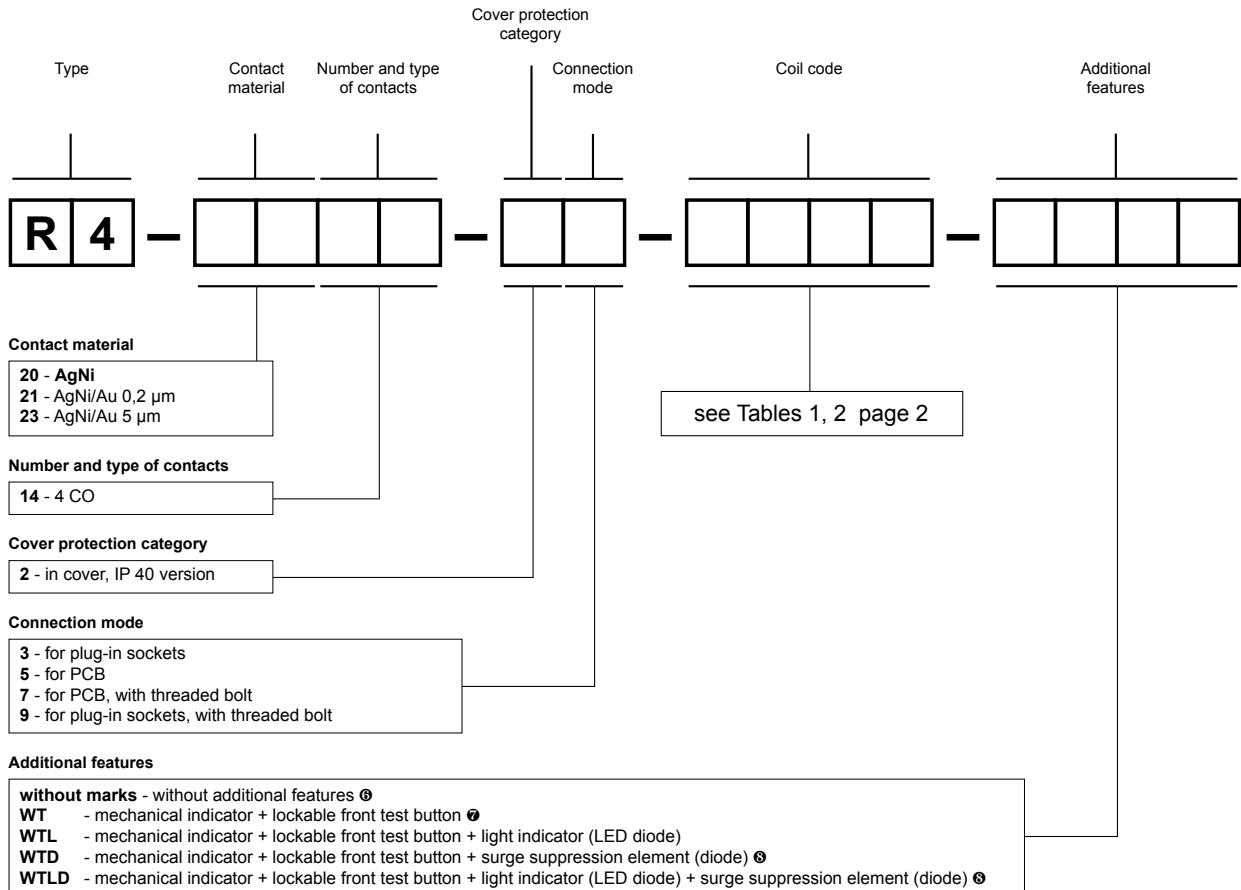 Cover protection
category
Type
Contact
material
Number and type
of contacts
Connection
mode
Coil code
Additional
features
R 4 – – – –
Contact material
20 - AgNi
21 - AgNi/Au 0,2 µm
23 - AgNi/Au 5 µm
see Tables 1, 2 page 2
Number and type of contacts
14 - 4 CO
Cover protection category
2 - in cover, IP 40 version
Connection mode
3 - for plug-in sockets
5 - for PCB
7 - for PCB, with threaded bolt
9 - for plug-in sockets, with threaded bolt
Additional features
without marks - without additional features ❻
WT - mechanical indicator + lockable front test button ❼
WTL - mechanical indicator + lockable front test button + light indicator (LED diode)
WTD - mechanical indicator + lockable front test button + surge suppression element (diode) ❽
WTLD - mechanical indicator + lockable front test button + light indicator (LED diode) + surge suppression element (diode) ❽